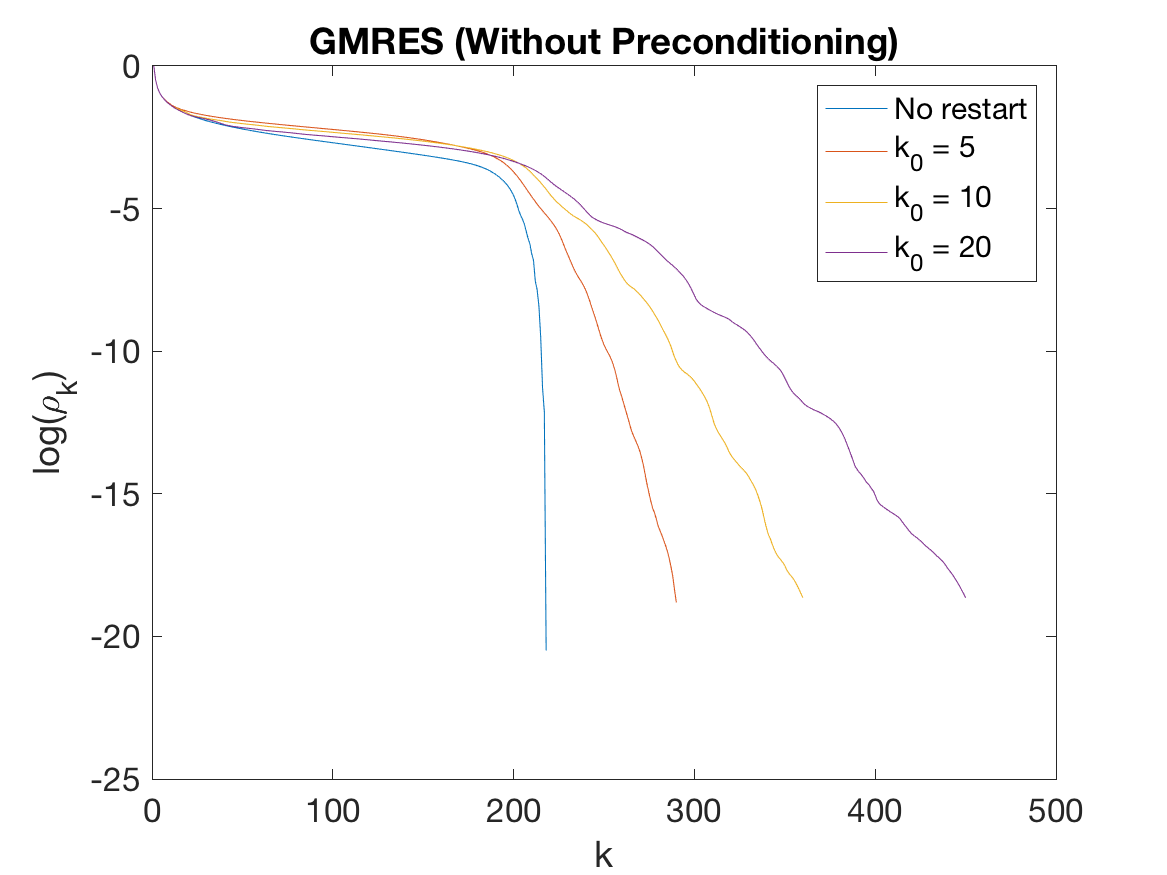 GMRES (Without Preconditioning)
No restart
k0 = 5
k0 = 10
k0 = 20
0
-5
-10
-15
-20
-25
log(ρk)
0 100 200 300 400 500
k